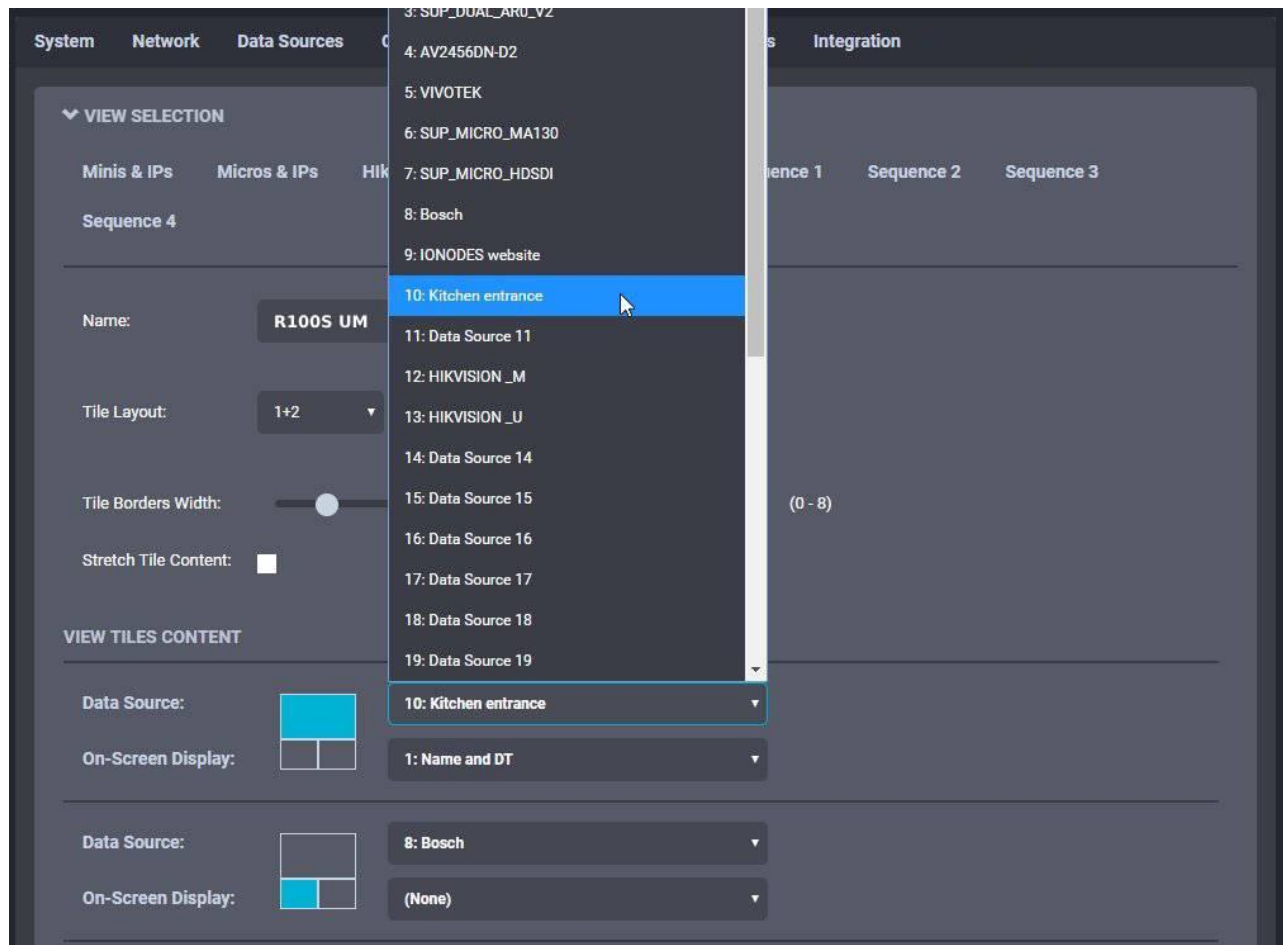 3: SUP_DUAL_AR0_V2
System Network Data Sources Integration
4: AV2456DN-D2
5: VIVOTEK
VIEW SELECTION
6: SUP_MICRO_MA130
Minis & IPs Micros & IPs 7: SUP_MICRO_HDSDI Sequence 2 Sequence 3
Sequence 4 8: Bosch
9: IONODES website
10: Kitchen entrance
Name: R100S UM
11: Data Source 11
12: HIKVISION _M
Tile Layout: 1+2 13: HIKVISION _U
14: Data Source 14
Tile Borders Width: 15: Data Source 15 (0 - 8)
16: Data Source 16
Stretch Tile Content:
17: Data Source 17
18: Data Source 18
VIEW TILES CONTENT
19: Data Source 19
Data Source: 10: Kitchen entrance
On-Screen Display: 1: Name and DT
Data Source: 8: Bosch
On-Screen Display: (None)